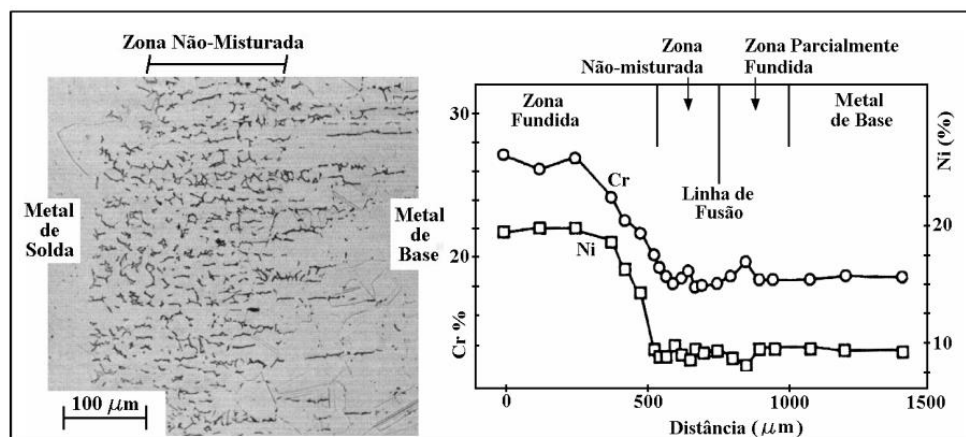 Zona Não-Misturada
Metal
de
Solda
Metal
de
Base
100 μm
Zona
Não-misturada
Zona Parcialmente
Fundida
Zona
Fundida
Metal
de Base
Linha de
Fusão
Cr
Ni
Cr %
30
20
Ni (%)
20
10
0
500
1000
1500
Distância (μm)